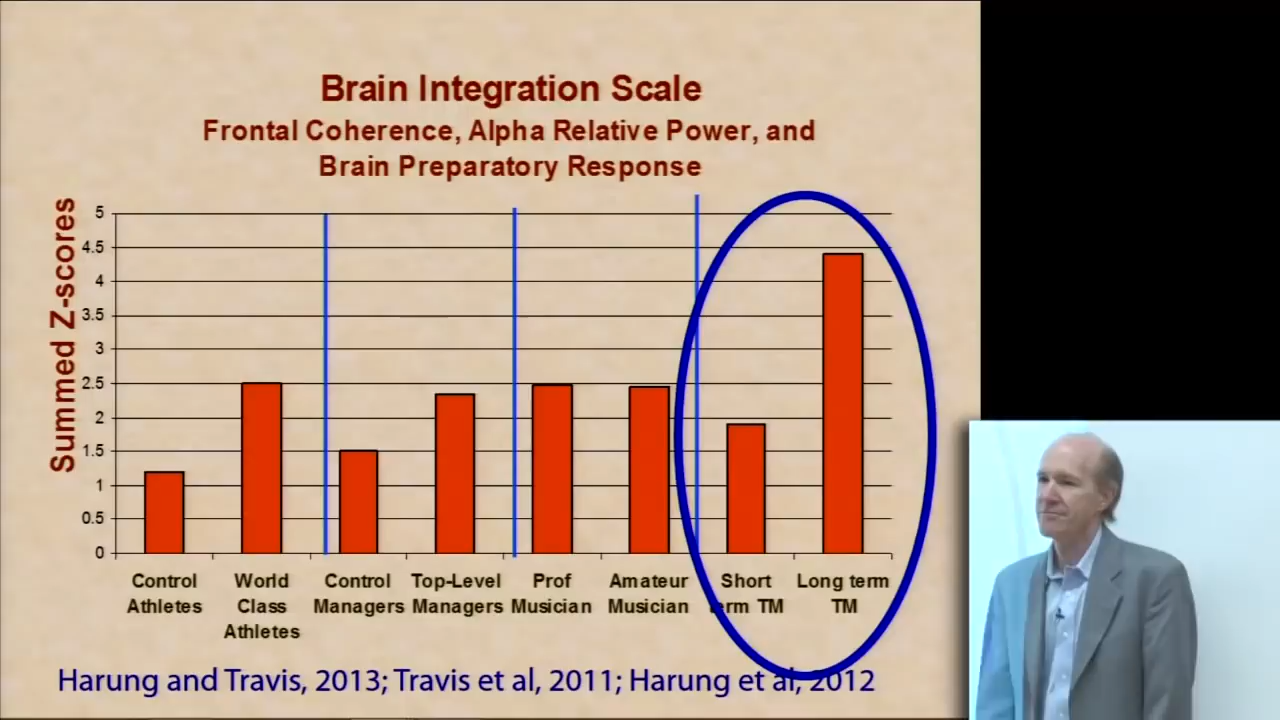 Brain Integration Scale
Frontal Coherence, Alpha Relative Power, and
Brain Preparatory Response
Summed Z-scores
5
4.5
4
3.5
3
2.5
2
1.5
1
0.5
0
Control Athletes
World Class Athletes
Control Managers
Top-Level Managers
Prof Musician
Amateur Musician
Short term TM
Long term TM
Harung and Travis, 2013; Travis et al, 2011; Harung et al, 2012